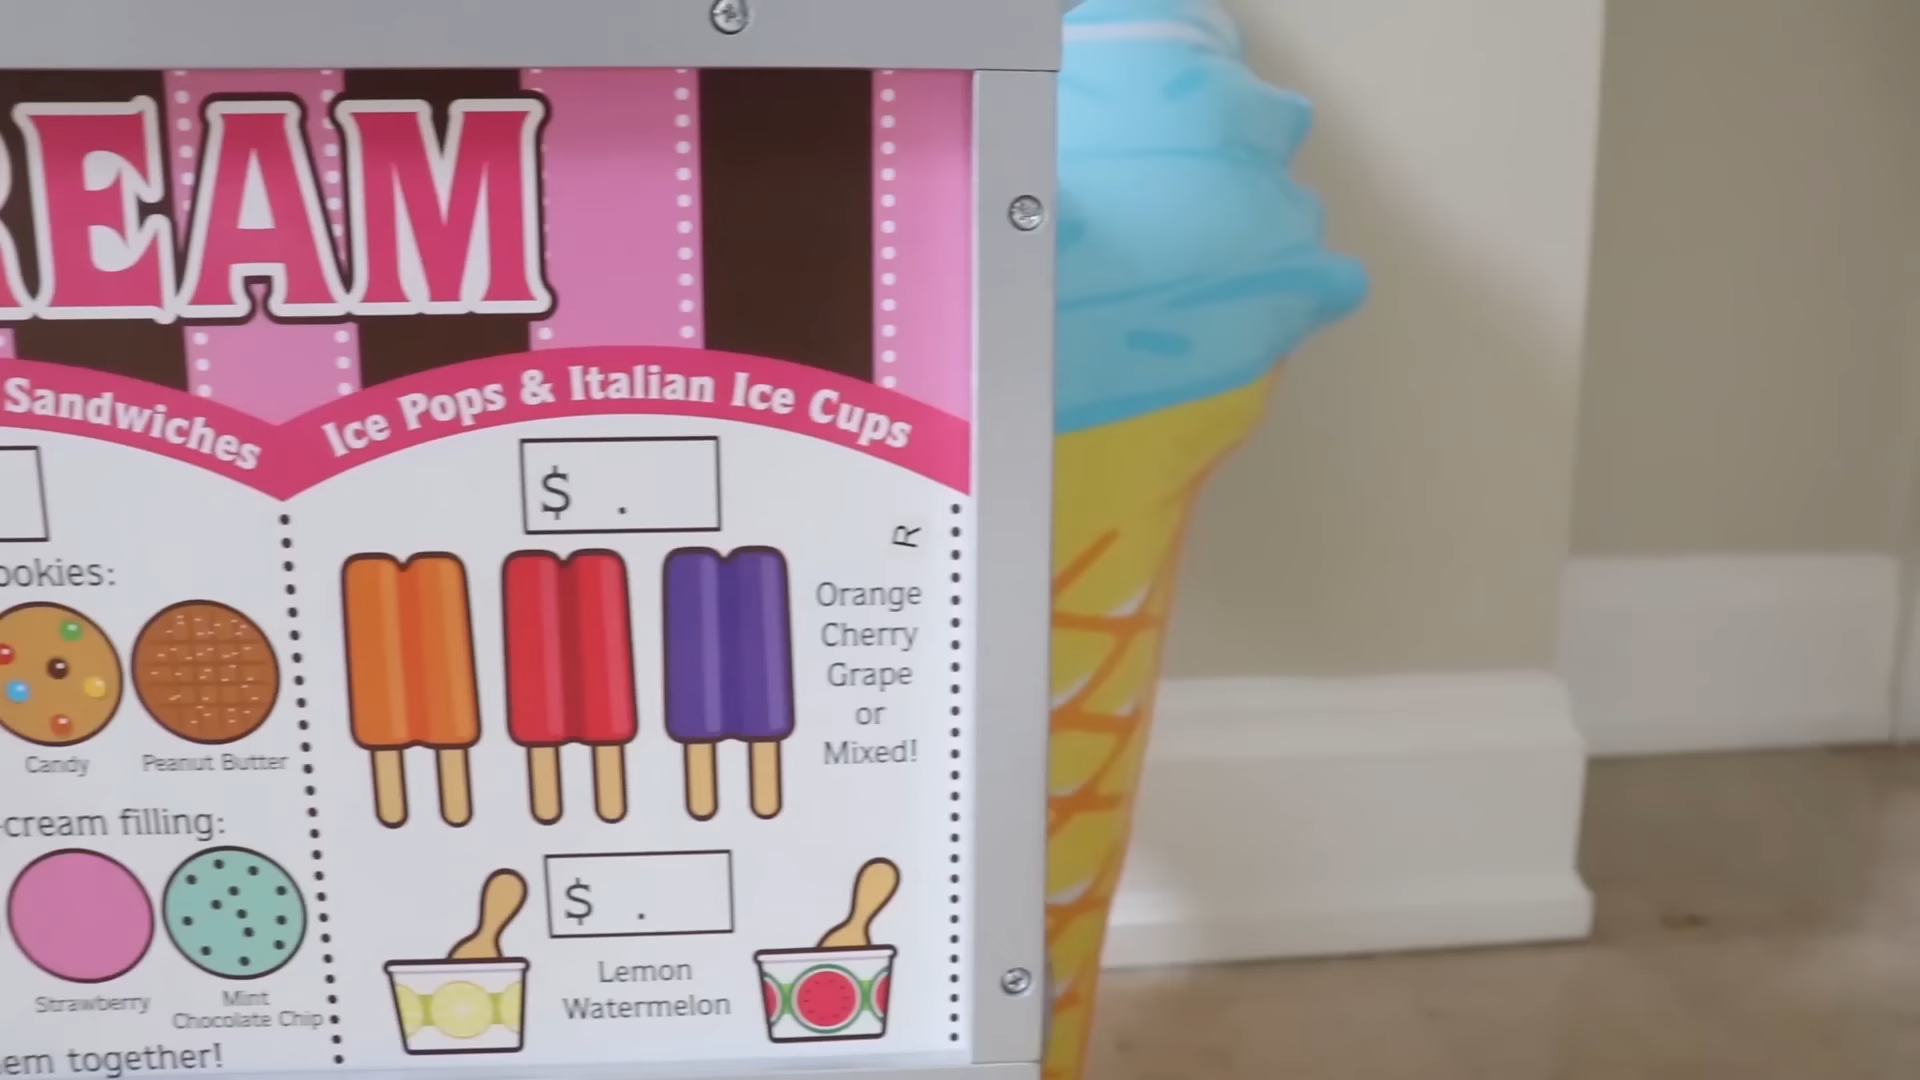 REAM
Sandwiches
Ice Pops & Italian Ice Cups
$ .
R
ookies:
Orange
Cherry
Grape
or
Mixed!
Candy
Peanut Butter
-cream filling:
$ .
Lemon
Watermelon
Strawberry
Mint
Chocolate Chip
em together!